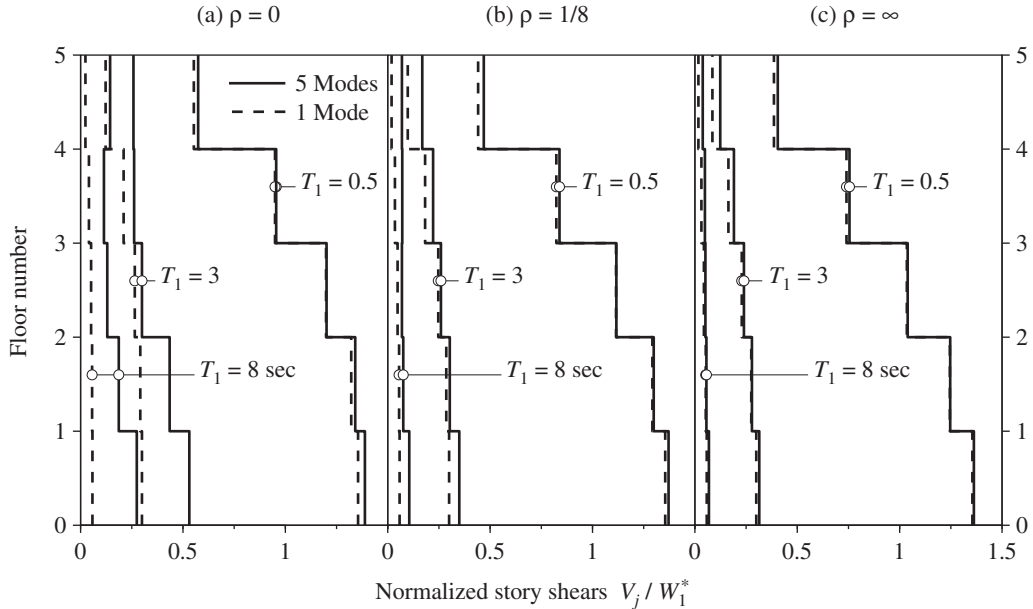 (a) ρ = 0
(b) ρ = 1/8
(c) ρ = ∞
5 Modes
1 Mode
T₁ = 0.5
T₁ = 3
T₁ = 8 sec
T₁ = 0.5
T₁ = 3
T₁ = 8 sec
T₁ = 0.5
T₁ = 3
T₁ = 8 sec
Floor number
5
4
3
2
1
0
5
4
3
2
1
0
0
0.5
1
0
0.5
1
0
0.5
1
1.5
Normalized story shears Vⱼ / W₁*